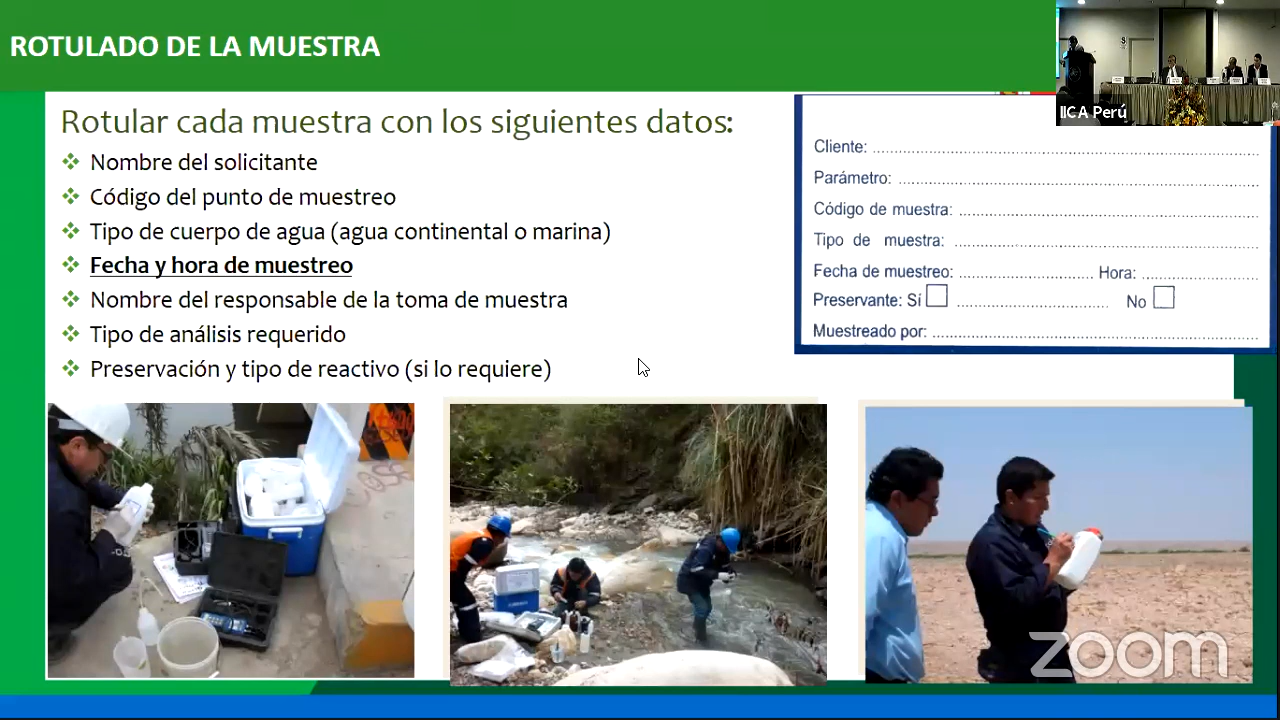 ROTULADO DE LA MUESTRA
IICA Perú
Rotular cada muestra con los siguientes datos:
Nombre del solicitante
Código del punto de muestreo
Tipo de cuerpo de agua (agua continental o marina)
Fecha y hora de muestreo
Nombre del responsable de la toma de muestra
Tipo de análisis requerido
Preservación y tipo de reactivo (si lo requiere)
Cliente:
Parámetro:
Código de muestra:
Tipo de muestra:
Fecha de muestreo: Hora:
Preservante: Sí No
Muestreado por:
zoom